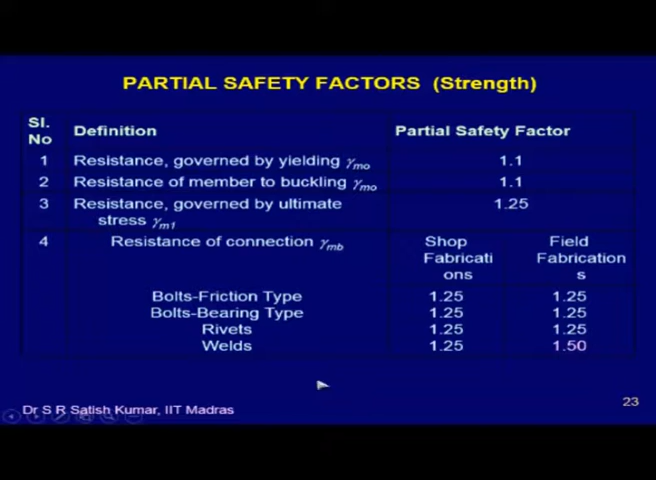 PARTIAL SAFETY FACTORS (Strength)
Sl. No Definition Partial Safety Factor
1 Resistance, governed by yielding γmo 1.1
2 Resistance of member to buckling γmo 1.1
3 Resistance, governed by ultimate 1.25
stress γm1
4 Resistance of connection γmb Shop Field
Fabricati Fabrication
ons s
Bolts-Friction Type 1.25 1.25
Bolts-Bearing Type 1.25 1.25
Rivets 1.25 1.25
Welds 1.25 1.50
23
Dr S R Satish Kumar, IIT Madras